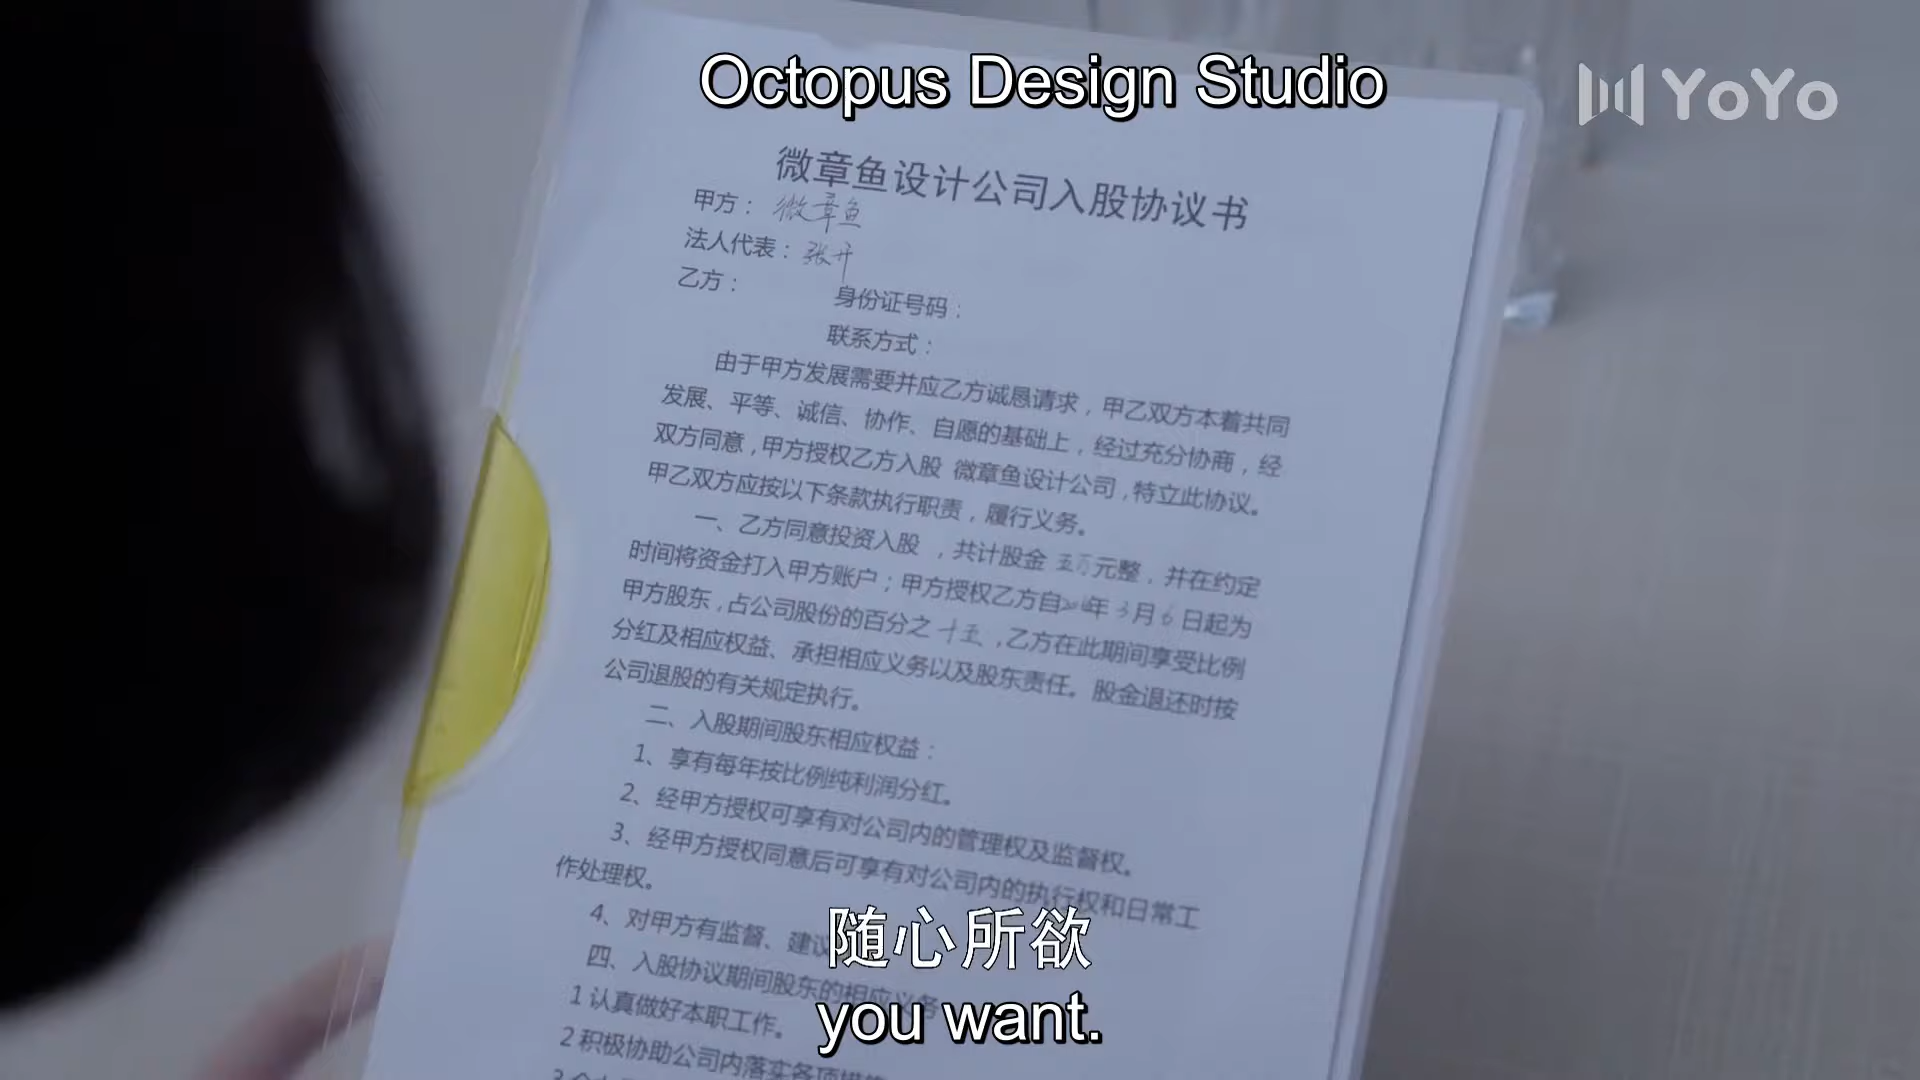 Octopus Design Studio
YoYo
微章鱼设计公司入股协议书
甲方：微章鱼
法人代表：张开
乙方：
身份证号码：
联系方式：
由于甲方发展需要并应乙方诚恳请求，甲乙双方本着共同
发展、平等、诚信、协作、自愿的基础上，经过充分协商，经
双方同意，甲方授权乙方入股 微章鱼设计公司，特立此协议。
甲乙双方应按以下条款执行职责，履行义务。
一、乙方同意投资入股 ，共计股金 五万元整，并在约定
时间将资金打入甲方账户；甲方授权乙方自 年 3月 6 日起为
甲方股东，占公司股份的百分之 十五，乙方在此期间享受比例
分红及相应权益、承担相应义务以及股东责任。股金退还时按
公司退股的有关规定执行。
二、入股期间股东相应权益：
1、享有每年按比例纯利润分红。
2、经甲方授权可享有对公司内的管理权及监督权。
3、经甲方授权同意后可享有对公司内的执行权和日常工
作处理权。
4、对甲方有监督、建议
四、入股协议期间股东的相应义务
1 认真做好本职工作。
2 积极协助公司内落实各项措施
随心所欲
you want.